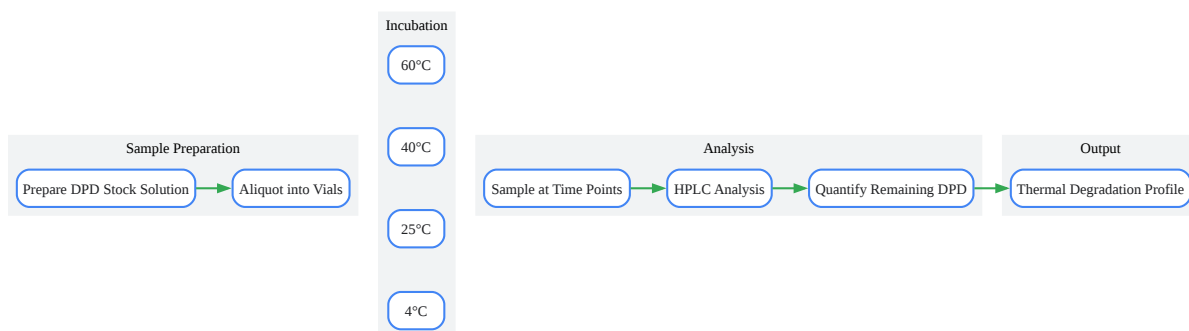 Sample Preparation
Prepare DPD Stock Solution
Aliquot into Vials
Incubation
60°C
40°C
25°C
4°C
Analysis
Sample at Time Points
HPLC Analysis
Quantify Remaining DPD
Output
Thermal Degradation Profile